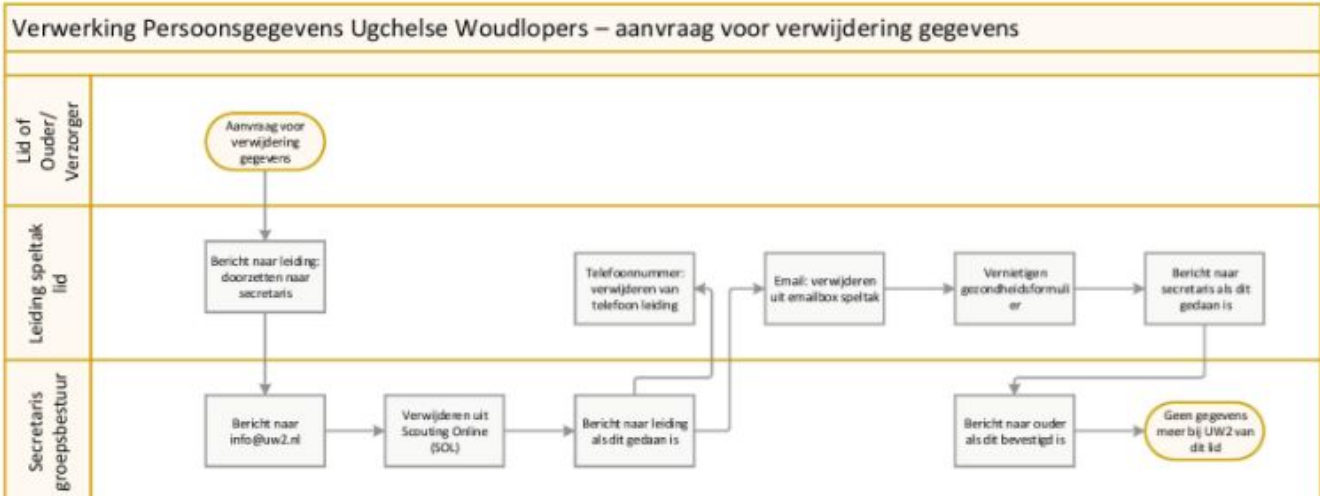 Verwerking Persoonsgegevens Ugchelse Woudlopers – aanvraag voor verwijdering gegevens
Lid of
Ouder/
Verzorger
Aanvraag voor
verwijdering
gegevens
Leiding speltak
lid
Bericht naar leiding:
doorzetten naar
secretaris
Telefoonnummer:
verwijderen van
telefoon leiding
Email: verwijderen
uit emailbox speltak
Vernietigen
gezondheidsformuli
er
Bericht naar
secretaris als dit
gedaan is
Secretaris
groepsbestuur
Bericht naar
info@uw2.nl
Verwijderen uit
Scouting Online
(SOL)
Bericht naar leiding
als dit gedaan is
Bericht naar ouder
als dit bevestigd is
Geen gegevens
meer bij UW2 van
dit lid